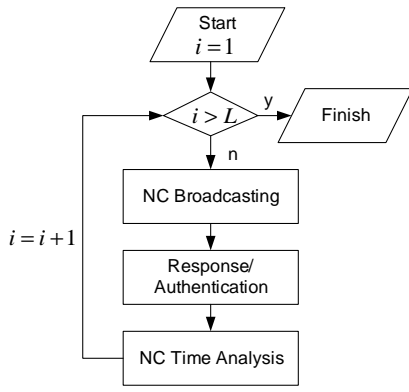 Start
i = 1
i > L
y
Finish
n
NC Broadcasting
i = i +1
Response/
Authentication
NC Time Analysis